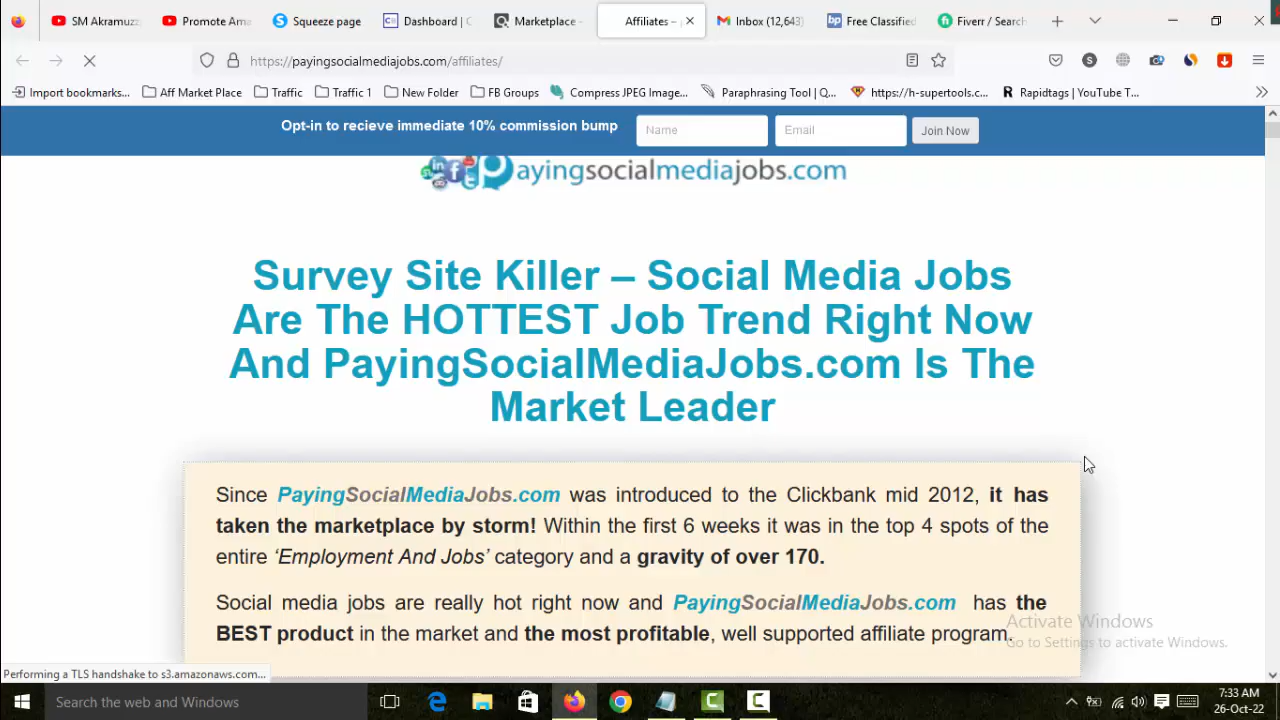 SM Akramuzz
Promote Ama
Squeeze page
Dashboard | C
Marketplace -
Affiliates –
Inbox (12,643)
Free Classified
Fiverr / Search
https://payingsocialmediajobs.com/affiliates/
Import bookmarks...
Aff Market Place
Traffic
Traffic 1
New Folder
FB Groups
Compress JPEG Image...
Paraphrasing Tool | Q...
https://h-supertools.c...
Rapidtags | YouTube T...
Opt-in to recieve immediate 10% commission bump
Name
Email
Join Now
payingsocialmediajobs.com
Survey Site Killer – Social Media Jobs
Are The HOTTEST Job Trend Right Now
And PayingSocialMediaJobs.com Is The
Market Leader
Since PayingSocialMediaJobs.com was introduced to the Clickbank mid 2012, it has
taken the marketplace by storm! Within the first 6 weeks it was in the top 4 spots of the
entire ‘Employment And Jobs’ category and a gravity of over 170.
Social media jobs are really hot right now and PayingSocialMediaJobs.com has the
BEST product in the market and the most profitable, well supported affiliate program.
Activate Windows
Go to Settings to activate Windows.
Performing a TLS handshake to s3.amazonaws.com...
Search the web and Windows
7:33 AM
26-Oct-22